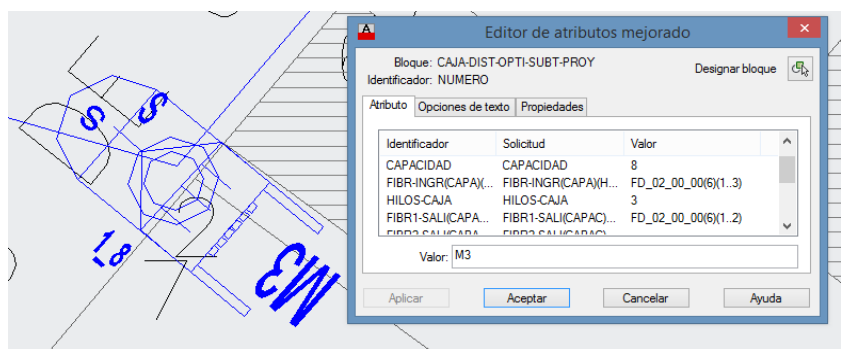 Editor de atributos mejorado
Bloque: CAJA-DIST-OPTI-SUBT-PROY
Identificador: NUMERO
Designar bloque
Atributo Opciones de texto Propiedades
Identificador Solicitud Valor
CAPACIDAD CAPACIDAD 8
FIBR-INGR(CAPA)(... FIBR-INGR(CAPA)(H... FD_02_00_00(6)(1..3)
HILOS-CAJA HILOS-CAJA 3
FIBR1-SALI(CAPA... FIBR1-SALI(CAPAC)... FD_02_00_00(6)(1..2)
Valor: M3
Aplicar Aceptar Cancelar Ayuda
S S
1_8
M3